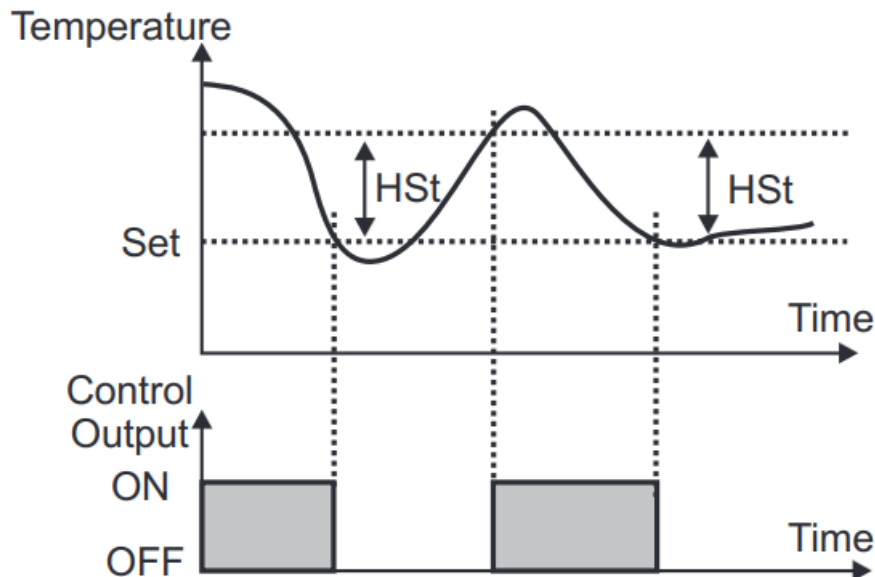 Temperature
HSt
HSt
Set
Time
Control
Output
ON
OFF
Time